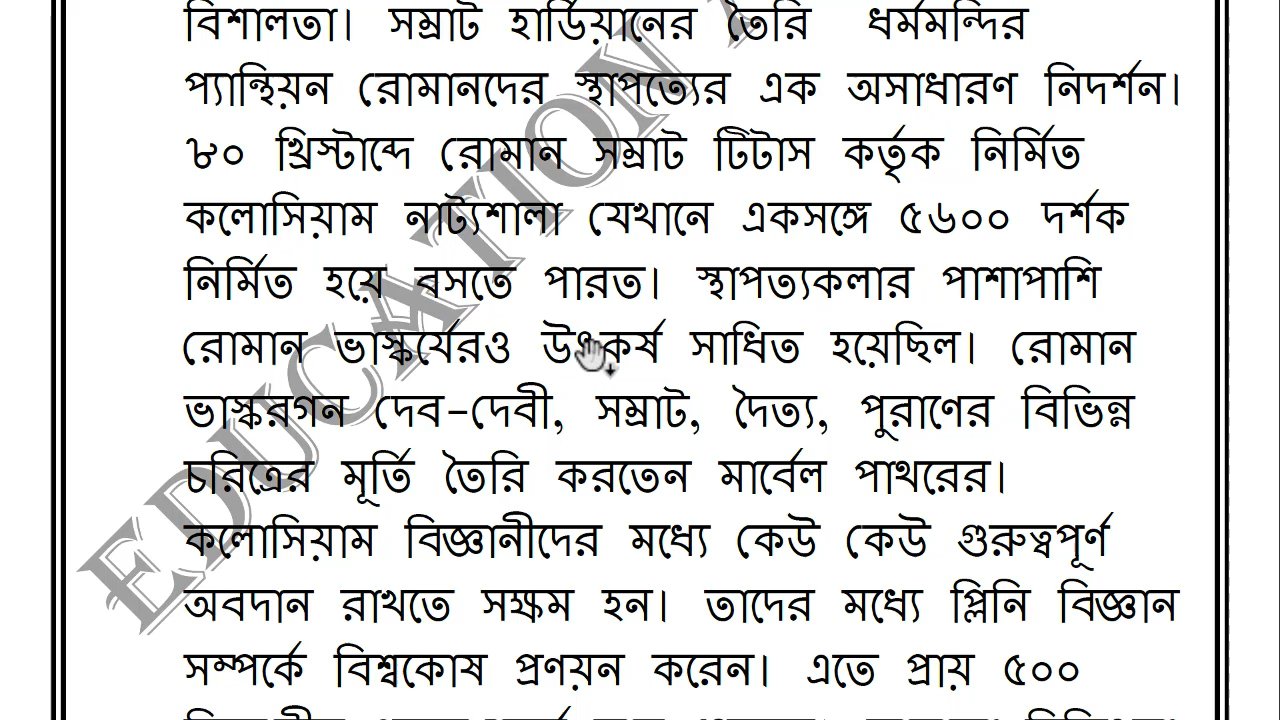 বিশালতা। সম্রাট হার্ডিয়ানের তৈরি ধর্মমন্দির
প্যান্থিয়ন রোমানদের স্থাপত্যের এক অসাধারণ নিদর্শন।
৮০ খ্রিস্টাব্দে রোমান সম্রাট টিটাস কর্তৃক নির্মিত
কলোসিয়াম নাট্যশালা যেখানে একসঙ্গে ৫৬০০ দর্শক
নির্মিত হয়ে বসতে পারত। স্থাপত্যকলার পাশাপাশি
রোমান ভাস্কর্যেরও উৎকর্ষ সাধিত হয়েছিল। রোমান
ভাস্করগন দেব-দেবী, সম্রাট, দৈত্য, পুরাণের বিভিন্ন
চরিত্রের মূর্তি তৈরি করতেন মার্বেল পাথরের।
কলোসিয়াম বিজ্ঞানীদের মধ্যে কেউ কেউ গুরুত্বপূর্ণ
অবদান রাখতে সক্ষম হন। তাদের মধ্যে প্লিনি বিজ্ঞান
সম্পর্কে বিশ্বকোষ প্রণয়ন করেন। এতে প্রায় ৫০০
EDUCATION